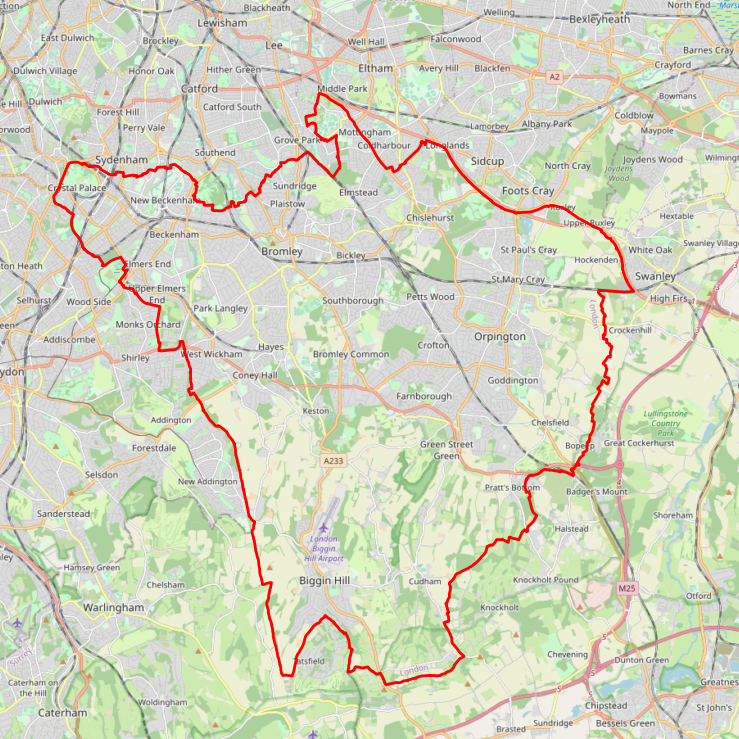 Blackheath
Welling
North End
Lewisham
Bexleyheath
East Dulwich
Brockley
Lee
Well Hall
Falconwood
Barnes Cray
Dulwich Village
Honor Oak
Hither Green
Eltham
Avery Hill
Blackfen
A2
Crayford
Catford
Middle Park
Bowmans
Dulwich
Forest Hill
Catford South
Coldblow
Perry Vale
Lamorbey
Albany Park
Maypole
Grove Park
Mottingham
Coldharbour
Longlands
Sydenham
Southend
Sidcup
North Cray
Joydens Wood
Joydens
Wood
Crystal Palace
Sundridge
Elmstead
Foots Cray
New Beckenham
Plaistow
Ruxley
Hextable
Chislehurst
Upper Ruxley
Beckenham
Bromley
Bickley
St Paul's Cray
White Oak
Swanley Village
Elmers End
Hockenden
Swanley
St Mary Cray
Upper Elmers
End
Selhurst
Wood Side
Southborough
Petts Wood
High Firs
Park Langley
London
Monks Orchard
Crockenhill
Addiscombe
Orpington
Shirley
West Wickham
Hayes
Bromley Common
Crofton
Coney Hall
Goddington
Farnborough
Keston
Lullingstone
Country
Park
Addington
Chelsfield
Forestdale
Green Street
Green
Bopeep
Great Cockerhurst
A233
Selsdon
New Addington
Pratt's Bottom
Badger's Mount
Sanderstead
Shoreham
Halstead
London
Biggin
Hill Airport
Hamsey Green
Chelsham
Biggin Hill
Cudham
Knockholt Pound
M25
Otford
Warlingham
Knockholt
Tatsfield
London
Chevening
Dunton Green
Surrey
Caterham on
the Hill
Woldingham
Chipstead
Caterham
Brasted
Sundridge
Bessels Green
St John's